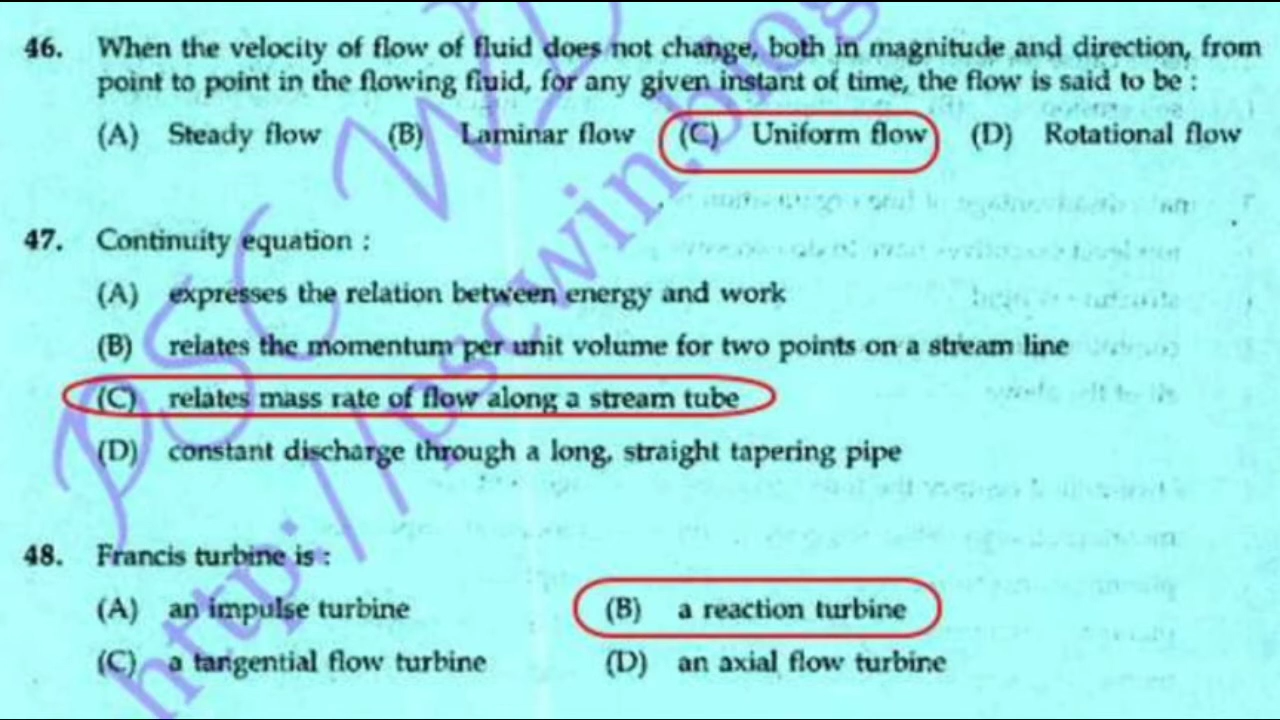 46. When the velocity of flow of fluid does not change, both in magnitude and direction, from
point to point in the flowing fluid, for any given instant of time, the flow is said to be :
(A) Steady flow (B) Laminar flow (C) Uniform flow (D) Rotational flow
47. Continuity equation :
(A) expresses the relation between energy and work
(B) relates the momentum per unit volume for two points on a stream line
(C) relates mass rate of flow along a stream tube
(D) constant discharge through a long, straight tapering pipe
48. Francis turbine is :
(A) an impulse turbine (B) a reaction turbine
(C) a tangential flow turbine (D) an axial flow turbine
PSC WI
http://pscwin.blog